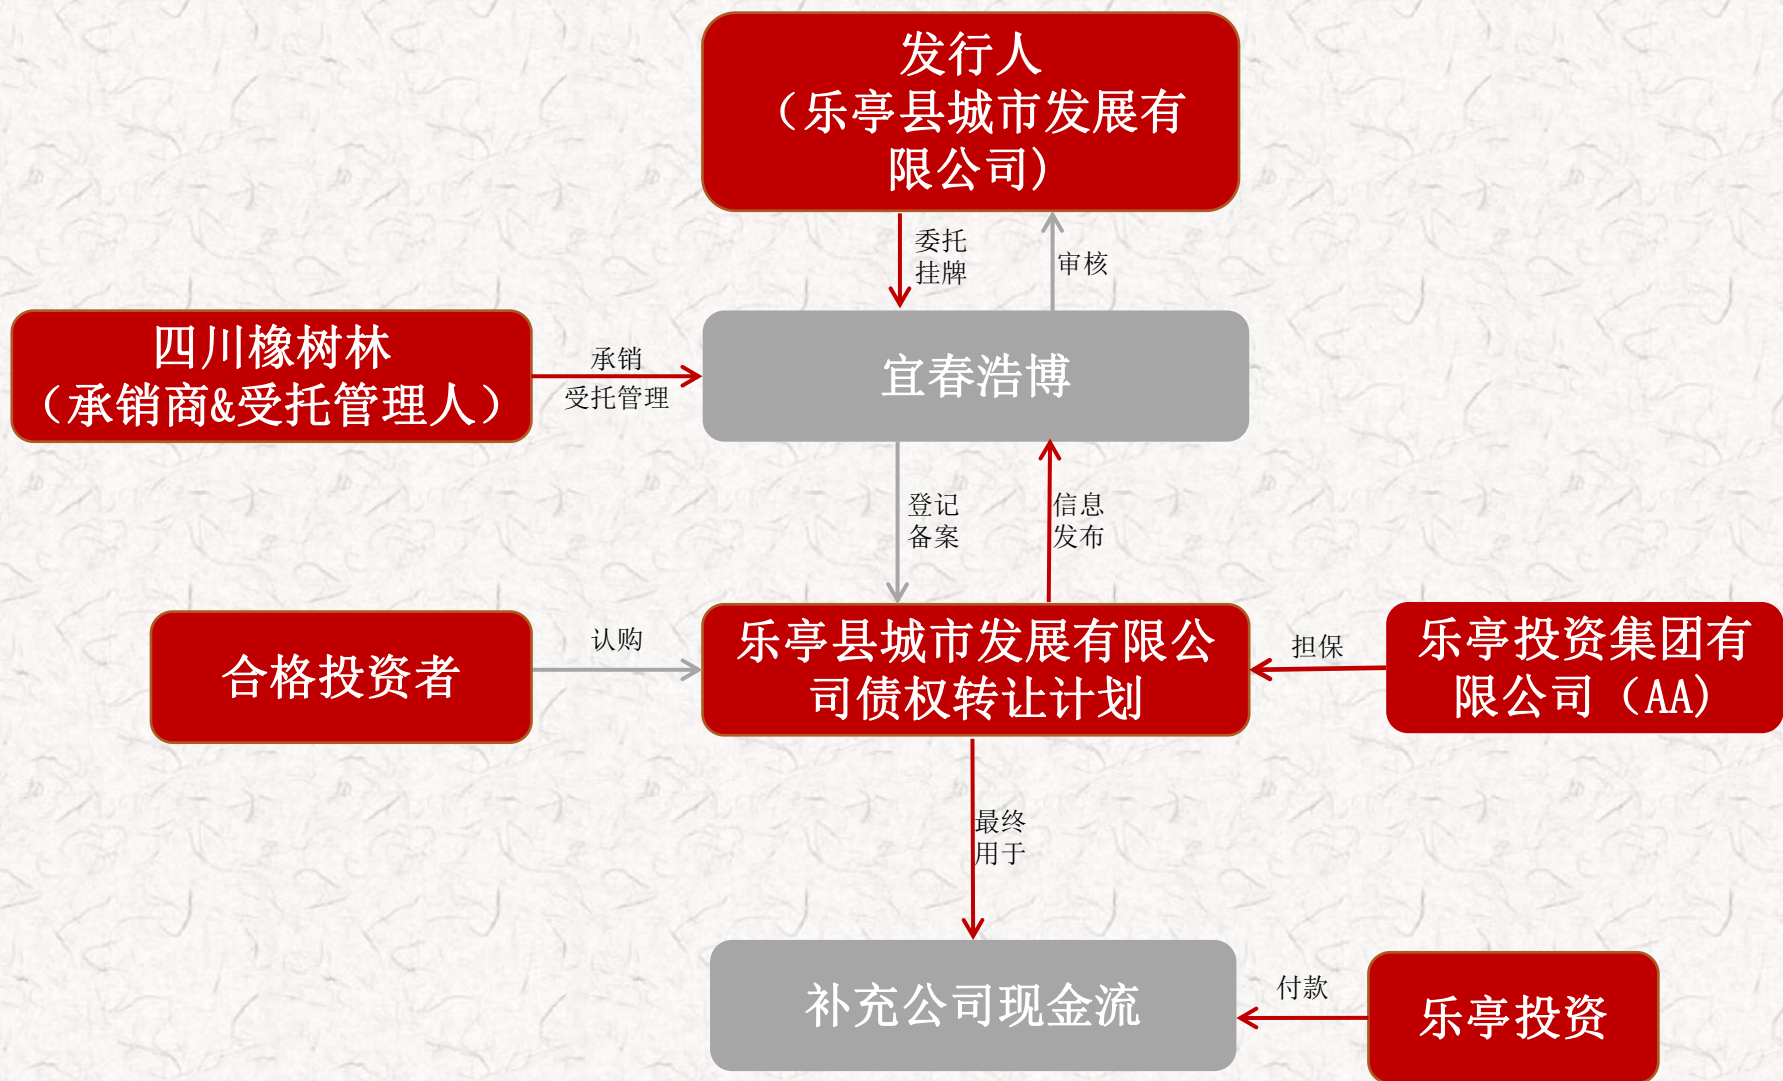 发行人
（乐亭县城市发展有
限公司)
委托
挂牌
审核
四川橡树林
（承销商&受托管理人）
承销
受托管理
宜春浩博
登记
备案
信息
发布
合格投资者
认购
乐亭县城市发展有限公
司债权转让计划
担保
乐亭投资集团有
限公司（AA)
最终
用于
补充公司现金流
付款
乐亭投资